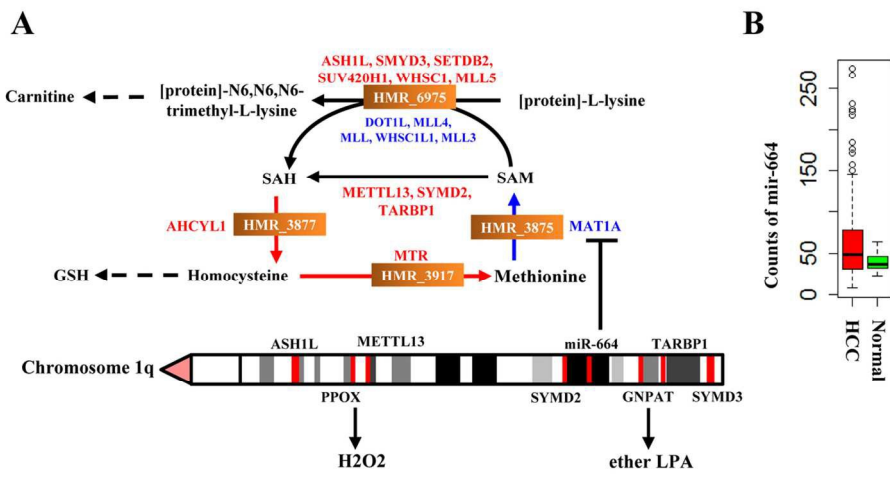 A
ASH1L, SMYD3, SETDB2,
SUV420H1, WHSC1, MLL5
Carnitine
[protein]-N6,N6,N6-
trimethyl-L-lysine
HMR_6975
[protein]-L-lysine
DOT1L, MLL4,
MLL, WHSC1L1, MLL3
SAH
SAM
METTL13, SYMD2,
TARBP1
AHCYL1
HMR_3877
HMR_3875
MAT1A
MTR
GSH
Homocysteine
HMR_3917
Methionine
ASH1L
METTL13
miR-664
TARBP1
Chromosome 1q
PPOX
SYMD2
GNPAT
SYMD3
H2O2
ether LPA
B
Counts of mir-664
250
150
50
0
HCC
Normal